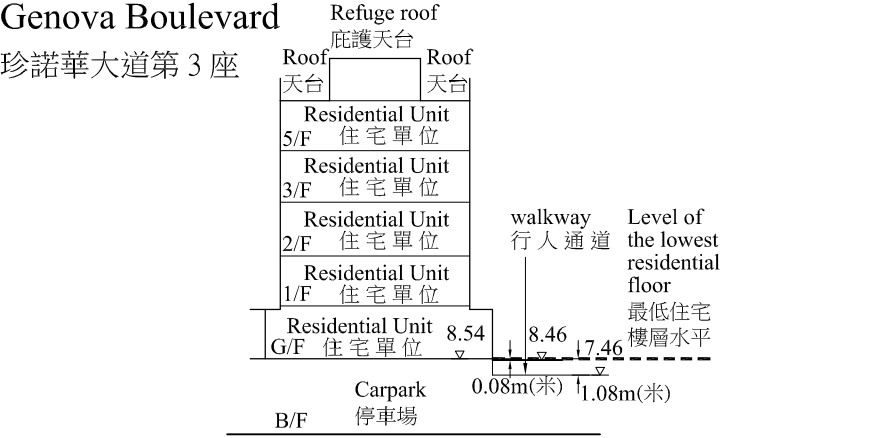 Genova Boulevard
珍諾華大道第3座
Refuge roof
庇護天台
Roof
天台
Roof
天台
Residential Unit
5/F 住宅單位
Residential Unit
3/F 住宅單位
Residential Unit
2/F 住宅單位
Residential Unit
1/F 住宅單位
Residential Unit
G/F 住宅單位
8.54
walkway
行人通道
8.46
7.46
Level of
the lowest
residential
floor
最低住宅
樓層水平
0.08m(米)
1.08m(米)
Carpark
停車場
B/F